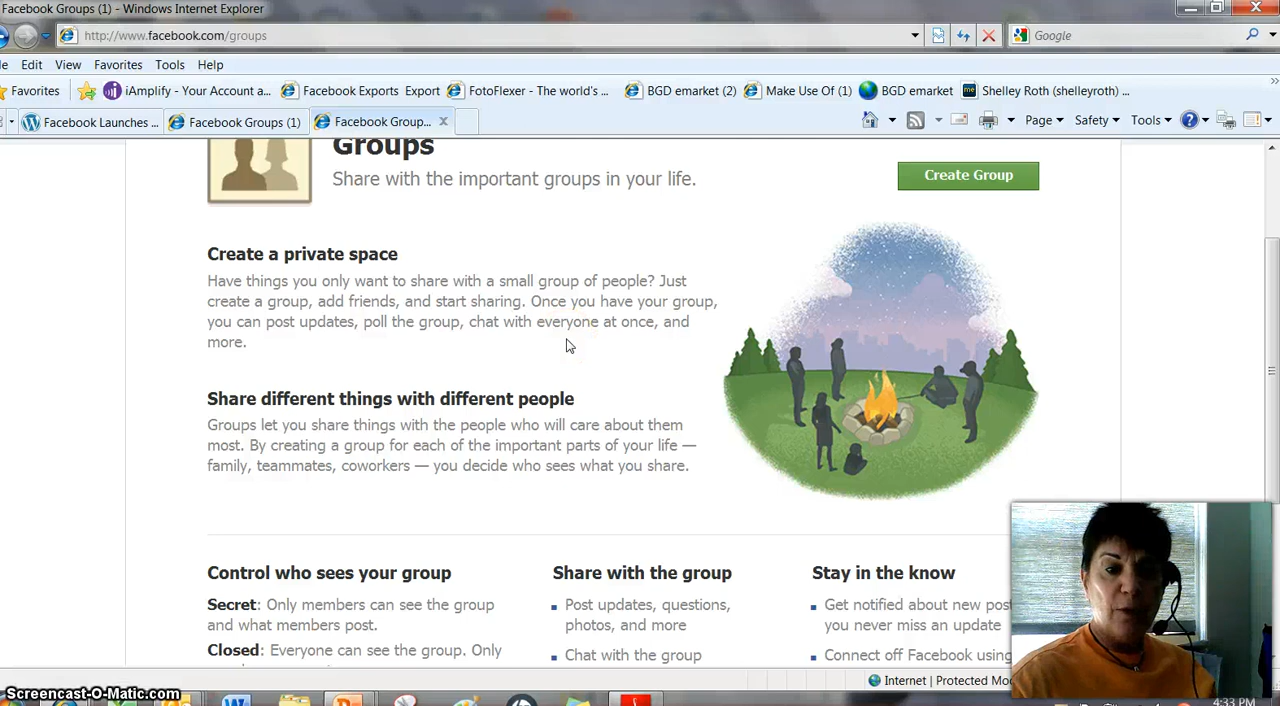 Facebook Groups (1) - Windows Internet Explorer
http://www.facebook.com/groups
Google
Edit View Favorites Tools Help
Favorites iAmplify - Your Account a... Facebook Exports Export FotoFlexer - The world's ... BGD emarket (2) Make Use Of (1) BGD emarket Shelley Roth (shelleyroth) ...
Facebook Launches ... Facebook Groups (1) Facebook Group... Page Safety Tools
Groups
Share with the important groups in your life.
Create Group
Create a private space
Have things you only want to share with a small group of people? Just
create a group, add friends, and start sharing. Once you have your group,
you can post updates, poll the group, chat with everyone at once, and
more.
Share different things with different people
Groups let you share things with the people who will care about them
most. By creating a group for each of the important parts of your life —
family, teammates, coworkers — you decide who sees what you share.
Control who sees your group
Secret: Only members can see the group
and what members post.
Closed: Everyone can see the group. Only
Share with the group
Post updates, questions,
photos, and more
Chat with the group
Stay in the know
Get notified about new post
you never miss an update
Connect off Facebook using
Internet | Protected Mod
Screencast-O-Matic.com
4:33 PM